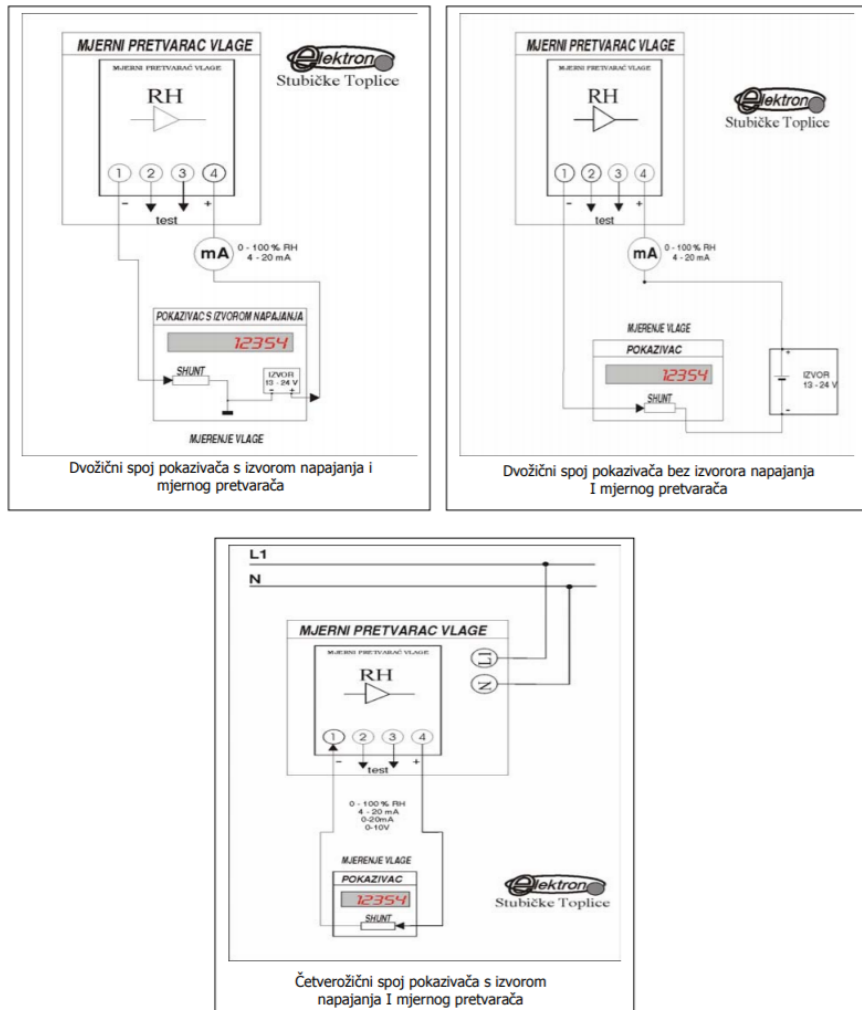 MJERNI PRETVARAC VLAGE
elektron
Stubičke Toplice
MJERNI PRETVARAČ VLAGE
RH
1 2 3 4
- +
test
mA
0 - 100 % RH
4 - 20 mA
POKAZIVAC S IZVOROM NAPAJANJA
12354
SHUNT
IZVOR
13 - 24 V
- +
MJERENJE VLAGE
Dvožični spoj pokazivača s izvorom napajanja i
mjernog pretvarača
MJERNI PRETVARAC VLAGE
elektron
Stubičke Toplice
MJERNI PRETVARAČ VLAGE
RH
1 2 3 4
- +
test
mA
0 - 100 % RH
4 - 20 mA
MJERENJE VLAGE
POKAZIVAC
12354
SHUNT
+
IZVOR
13 - 24 V
-
Dvožični spoj pokazivača bez izvorora napajanja
I mjernog pretvarača
L1
N
MJERNI PRETVARAC VLAGE
MJERNI PRETVARAČ VLAGE
RH
L1
N
1 2 3 4
- +
test
0 - 100 % RH
4 - 20 mA
0-20mA
0-10V
MJERENJE VLAGE
POKAZIVAC
12354
SHUNT
elektron
Stubičke Toplice
Četverožični spoj pokazivača s izvorom
napajanja I mjernog pretvarača